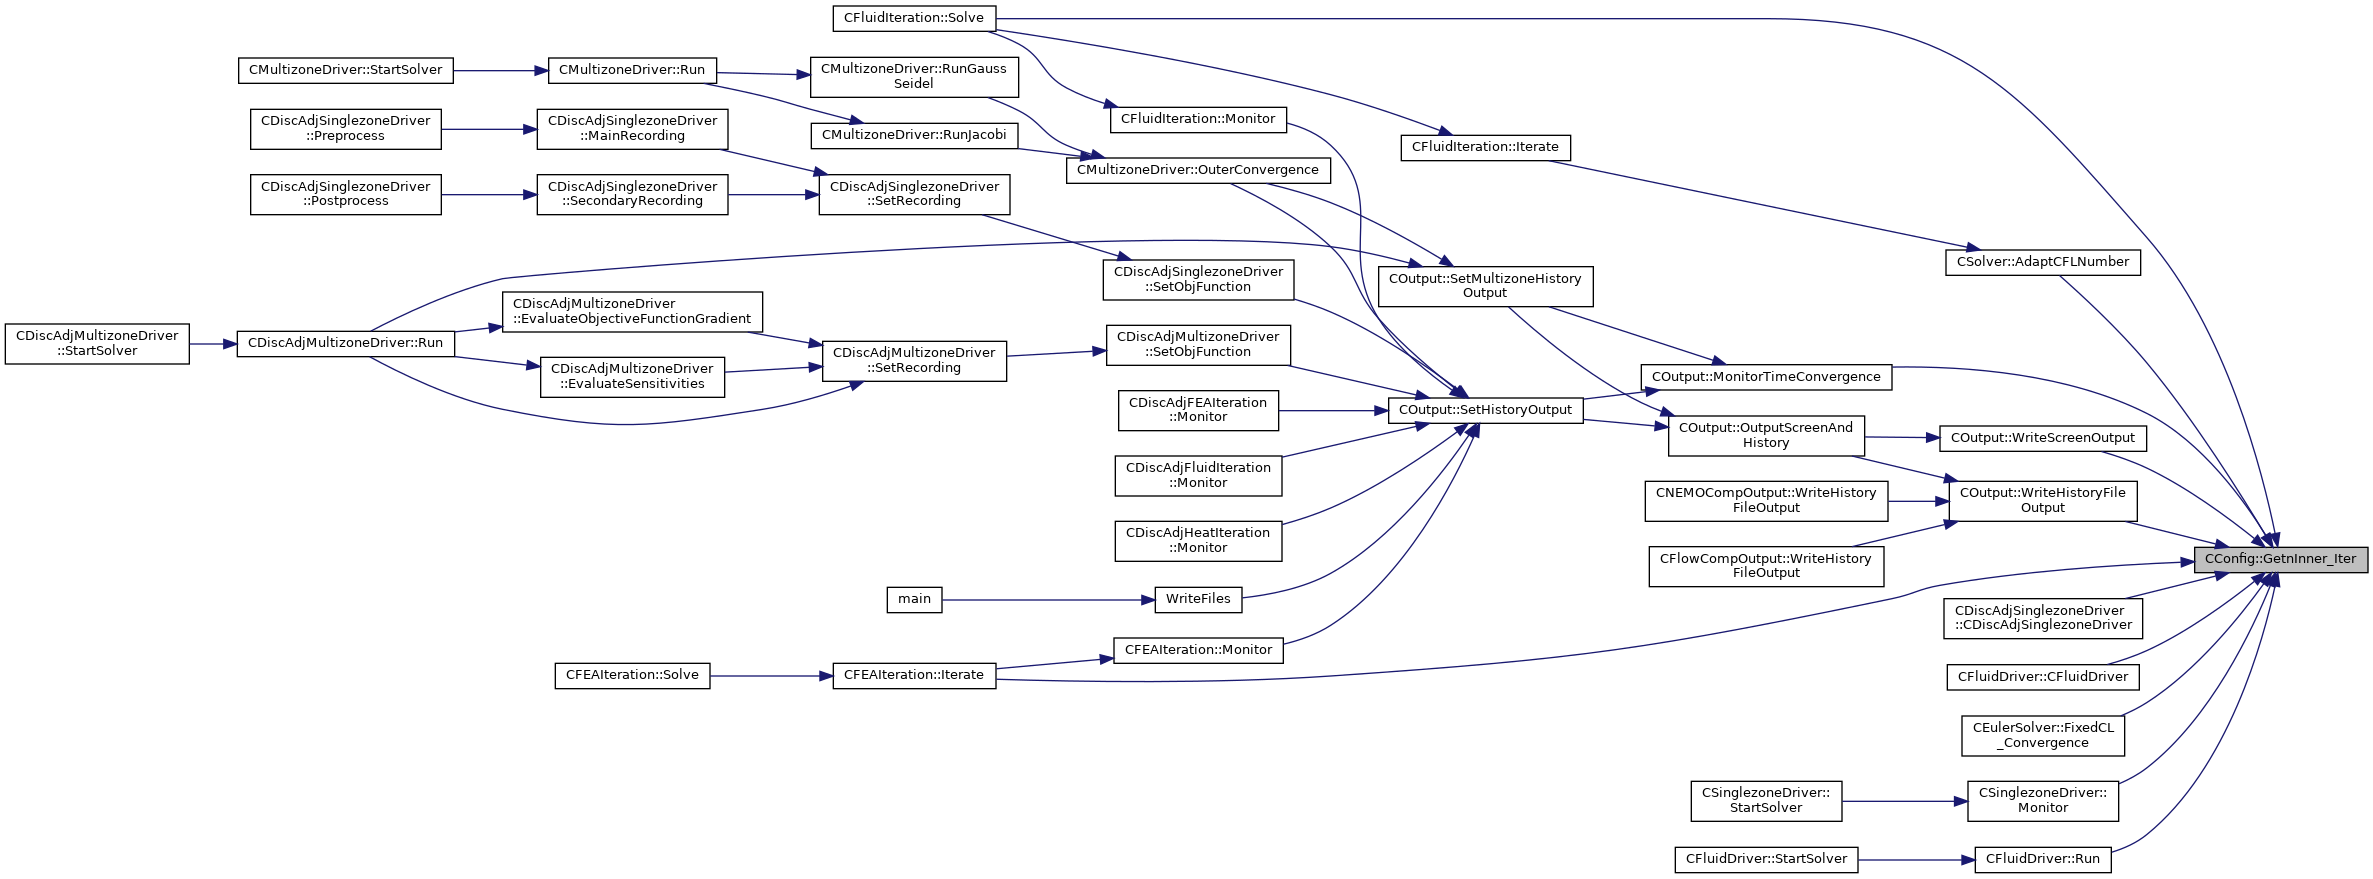 CFluidIteration::Solve
CMultizoneDriver::StartSolver
CMultizoneDriver::Run
CMultizoneDriver::RunGauss
Seidel
CDiscAdjSinglezoneDriver
::Preprocess
CDiscAdjSinglezoneDriver
::MainRecording
CMultizoneDriver::RunJacobi
CFluidIteration::Monitor
CFluidIteration::Iterate
CMultizoneDriver::OuterConvergence
CDiscAdjSinglezoneDriver
::Postprocess
CDiscAdjSinglezoneDriver
::SecondaryRecording
CDiscAdjSinglezoneDriver
::SetRecording
CSolver::AdaptCFLNumber
CDiscAdjSinglezoneDriver
::SetObjFunction
COutput::SetMultizoneHistory
Output
CDiscAdjMultizoneDriver
::EvaluateObjectiveFunctionGradient
CDiscAdjMultizoneDriver
::StartSolver
CDiscAdjMultizoneDriver::Run
CDiscAdjMultizoneDriver
::EvaluateSensitivities
CDiscAdjMultizoneDriver
::SetRecording
CDiscAdjMultizoneDriver
::SetObjFunction
COutput::MonitorTimeConvergence
CDiscAdjFEAIteration
::Monitor
COutput::SetHistoryOutput
COutput::OutputScreenAnd
History
COutput::WriteScreenOutput
CDiscAdjFluidIteration
::Monitor
CNEMOCompOutput::WriteHistory
FileOutput
COutput::WriteHistoryFile
Output
CDiscAdjHeatIteration
::Monitor
CFlowCompOutput::WriteHistory
FileOutput
CConfig::GetnInner_Iter
main
WriteFiles
CDiscAdjSinglezoneDriver
::CDiscAdjSinglezoneDriver
CFEAIteration::Monitor
CFEAIteration::Solve
CFEAIteration::Iterate
CFluidDriver::CFluidDriver
CEulerSolver::FixedCL
_Convergence
CSinglezoneDriver::
StartSolver
CSinglezoneDriver::
Monitor
CFluidDriver::StartSolver
CFluidDriver::Run